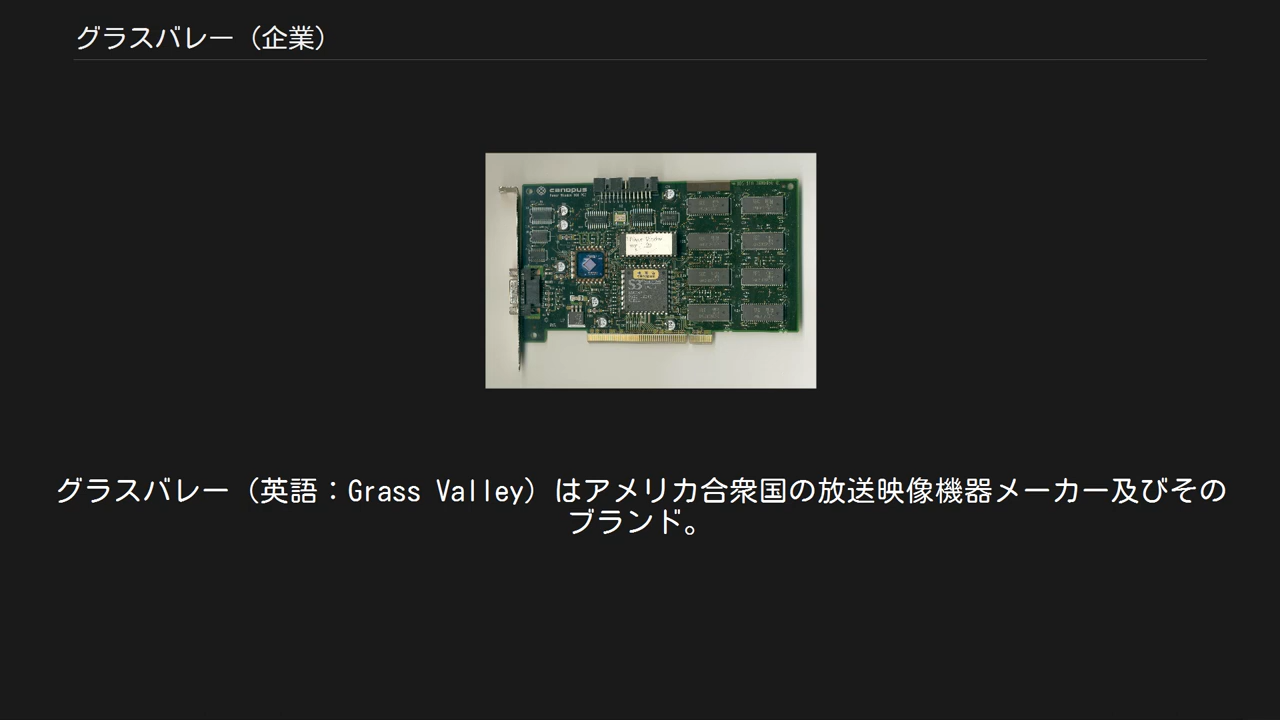 グラスバレー（企業）
canopus
S3
グラスバレー（英語：Grass Valley）はアメリカ合衆国の放送映像機器メーカー及びその
ブランド。